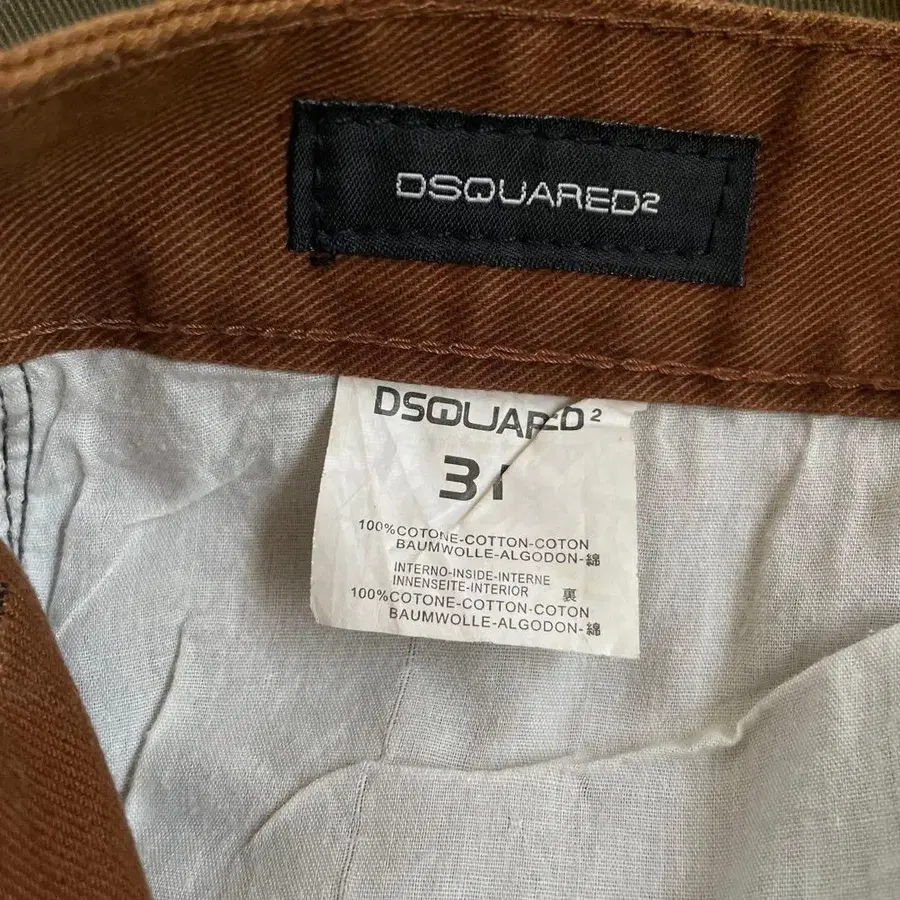 DSQUARED2
DSQUARED2
31
100%COTONE-COTTON-COTON
BAUMWOLLE-ALGODON-綿
INTERNO-INSIDE-INTERNE
INNENSEITE-INTERIOR 裏
100%COTONE-COTTON-COTON
BAUMWOLLE-ALGODON-綿